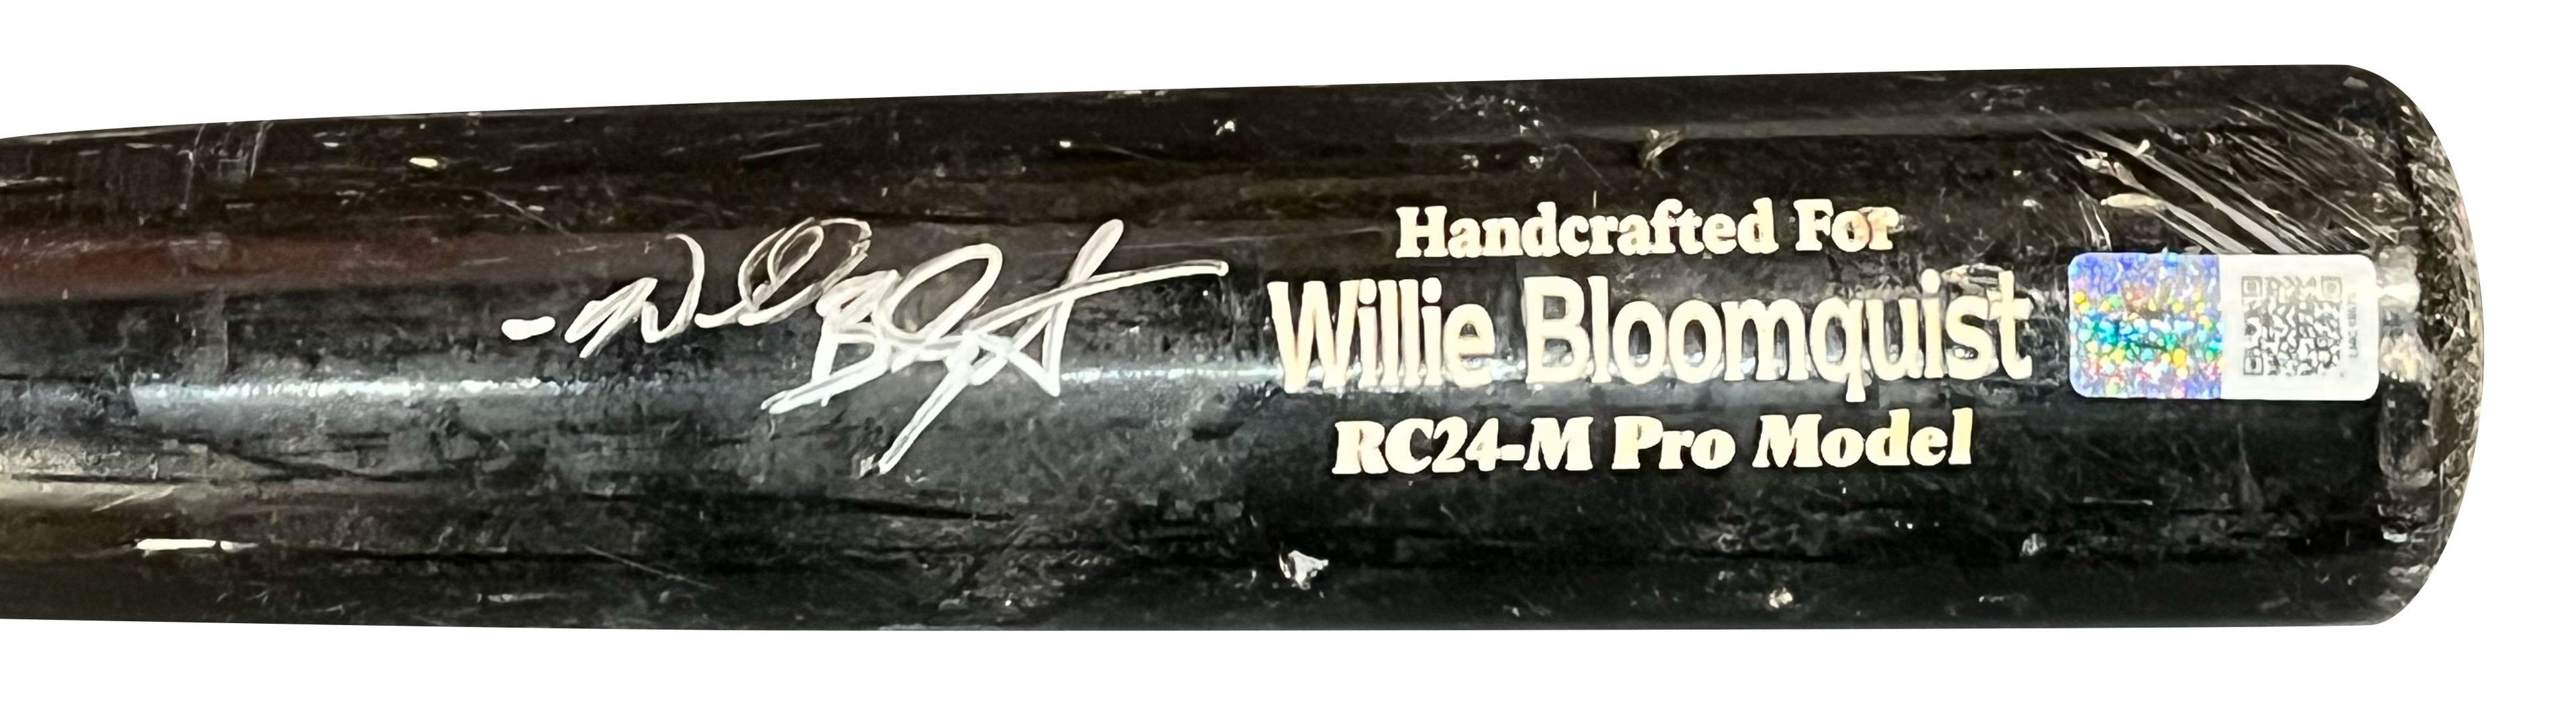 Handcrafted For
Willie Bloomquist
RC24-M Pro Model